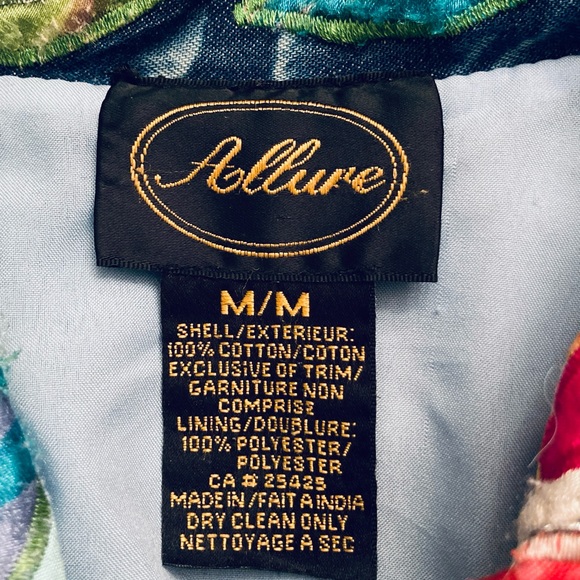 Allure
M/M
SHELL/EXTERIEUR:
100% COTTON/COTON
EXCLUSIVE OF TRIM/
GARNITURE NON
COMPRISE
LINING/DOUBLURE:
100% POLYESTER/
POLYESTER
CA # 25425
MADE IN/FAIT A INDIA
DRY CLEAN ONLY
NETTOYAGE A SEC